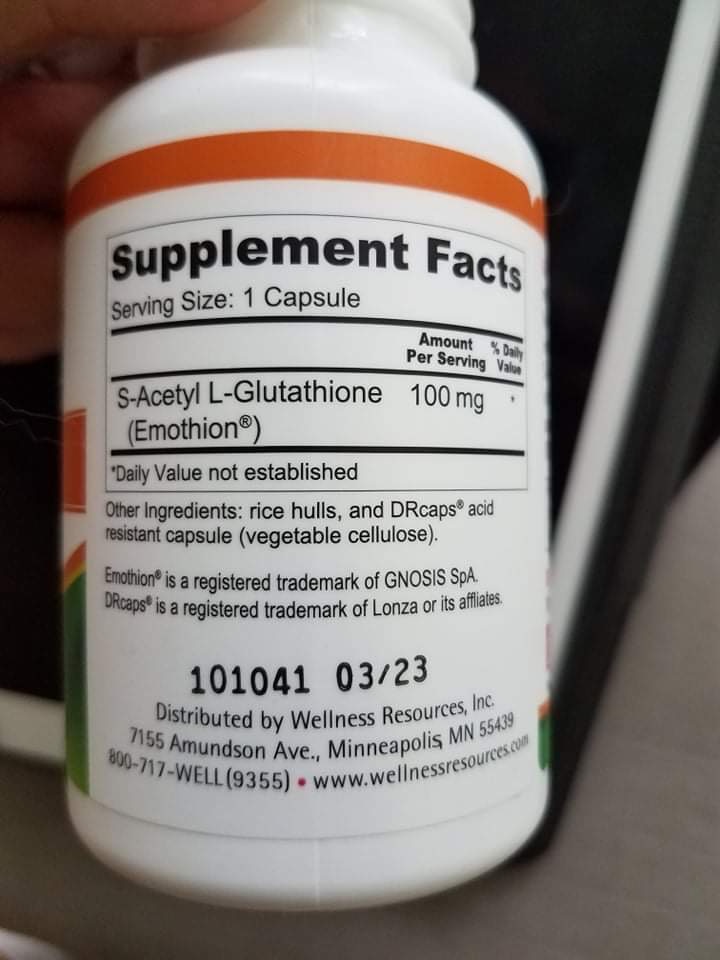 Supplement Facts
Serving Size: 1 Capsule
Amount Per Serving
% Daily Value
S-Acetyl L-Glutathione 100 mg *
(Emothion®)
*Daily Value not established
Other Ingredients: rice hulls, and DRcaps® acid
resistant capsule (vegetable cellulose).
Emothion® is a registered trademark of GNOSIS SpA.
DRcaps® is a registered trademark of Lonza or its affliates.
101041 03/23
Distributed by Wellness Resources, Inc.
7155 Amundson Ave., Minneapolis, MN 55439
800-717-WELL(9355) • www.wellnessresources.com